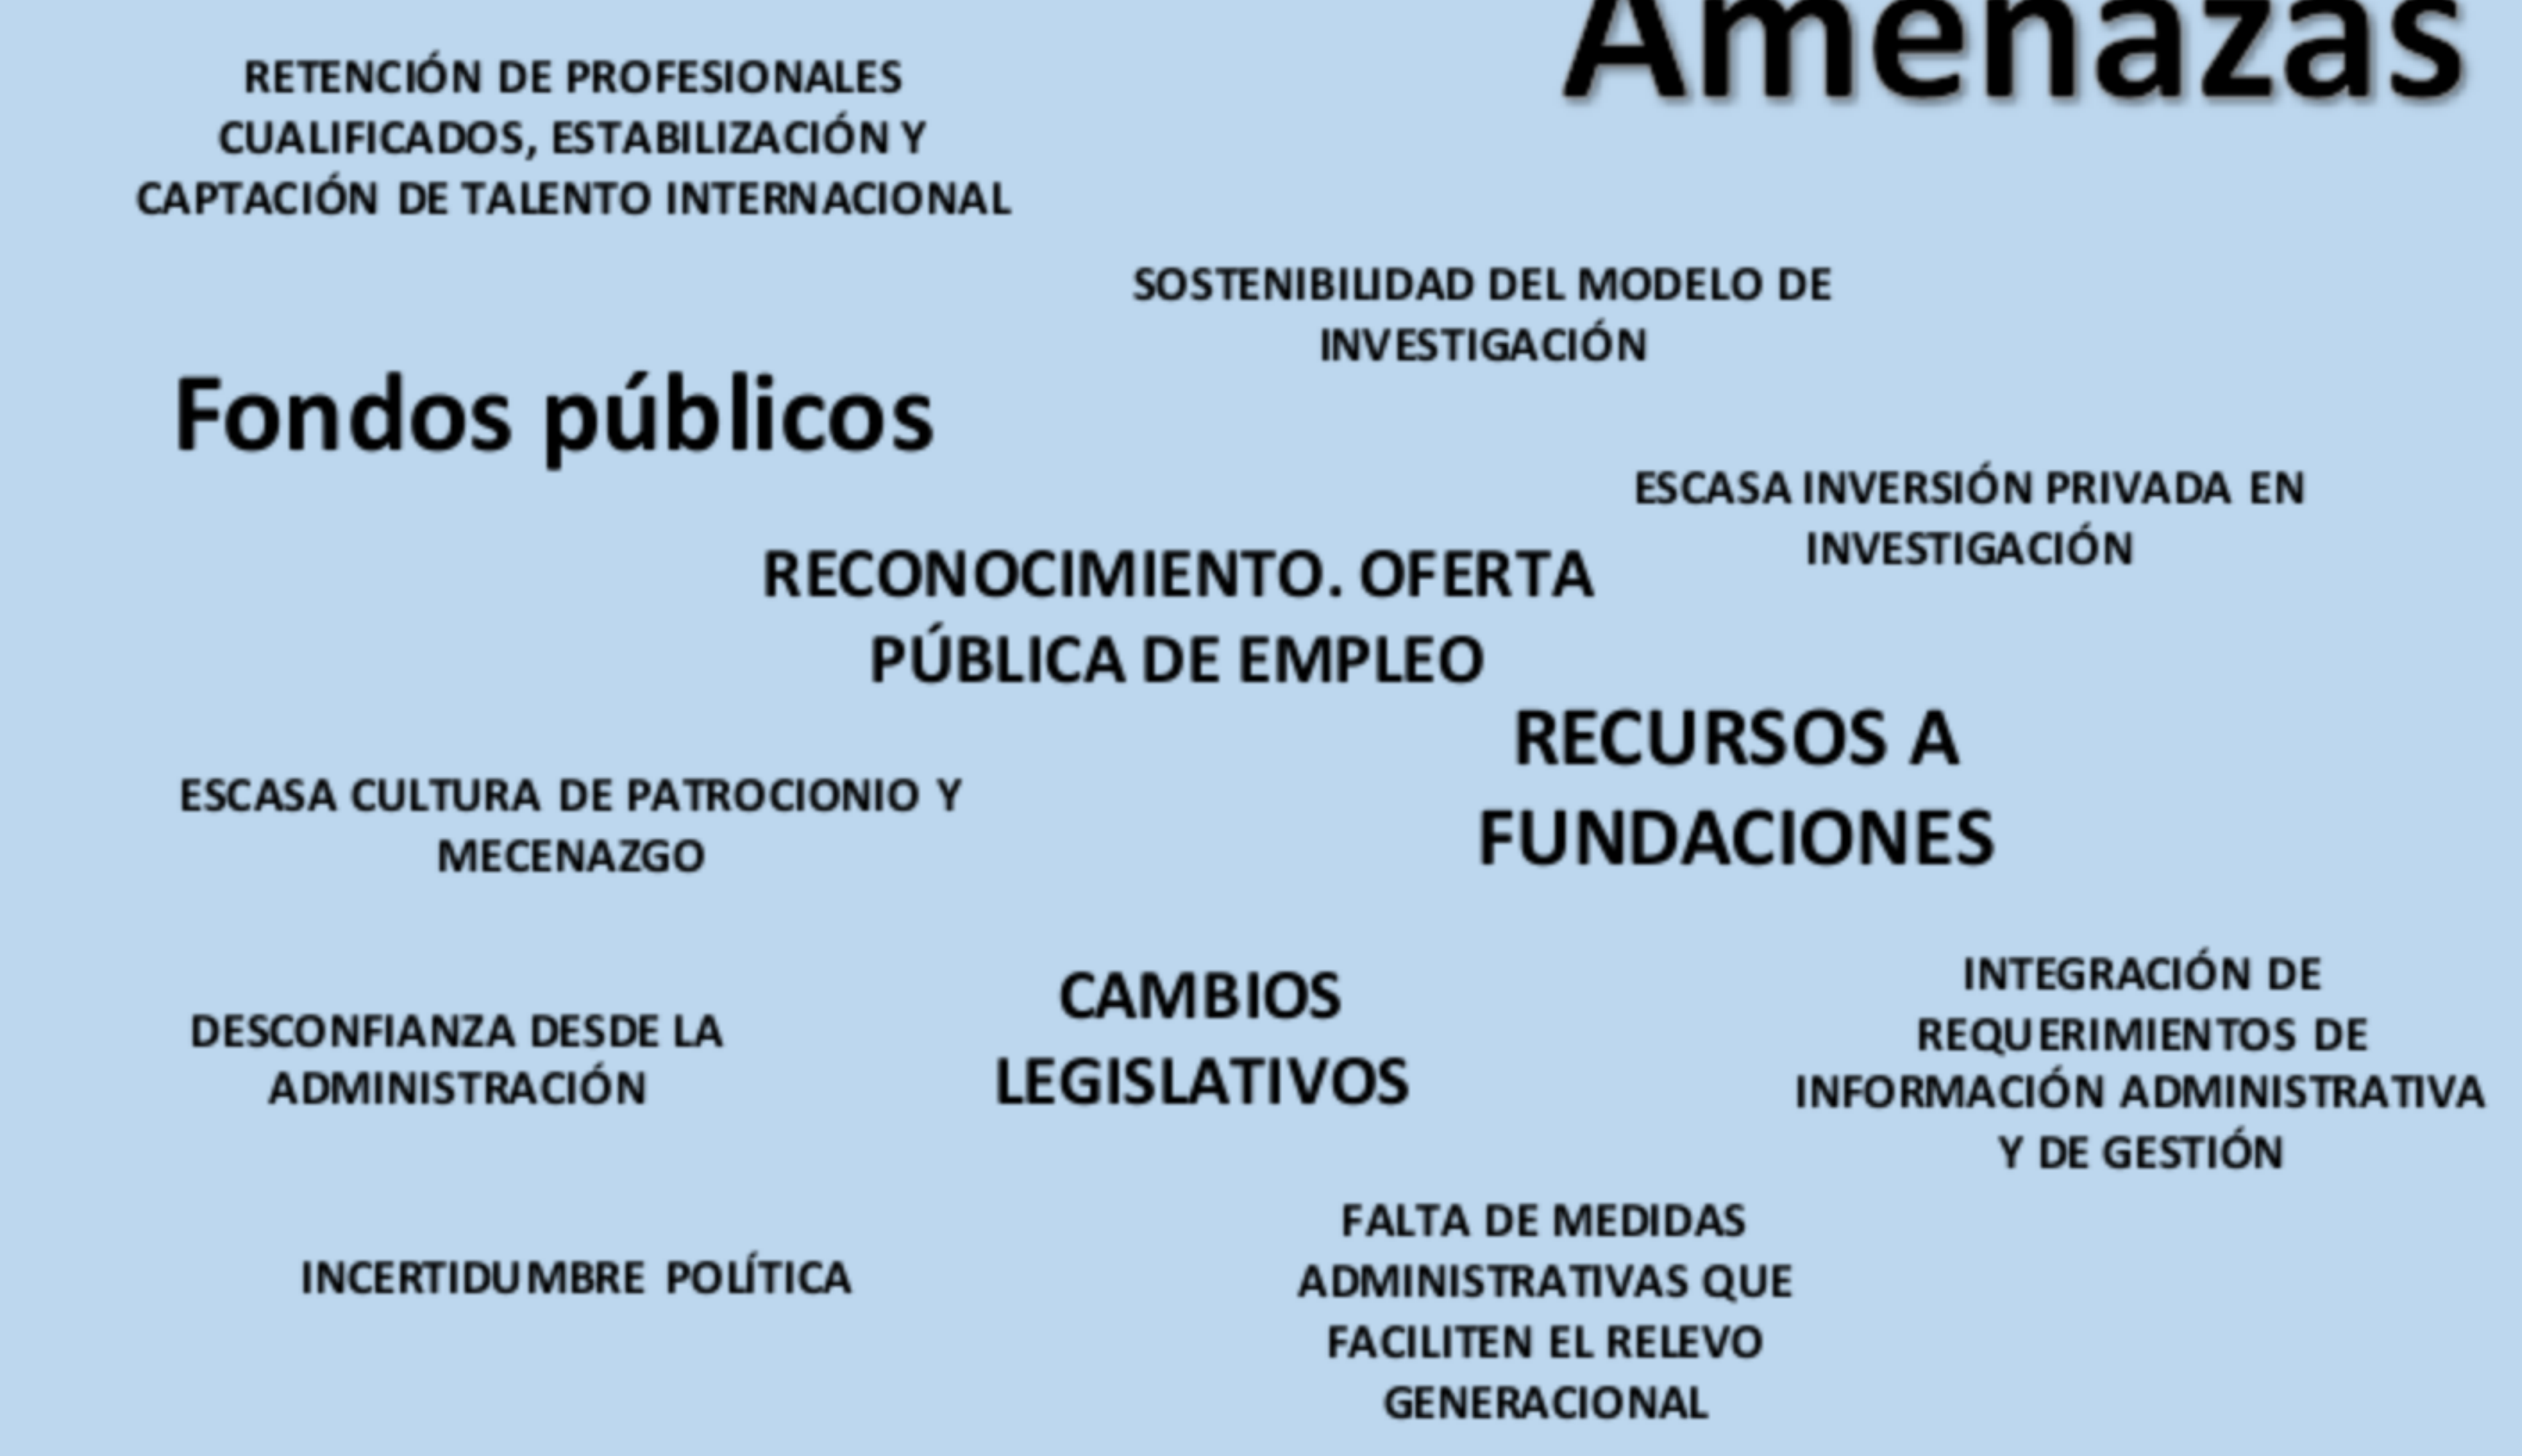 Amenazas
RETENCIÓN DE PROFESIONALES
CUALIFICADOS, ESTABILIZACIÓN Y
CAPTACIÓN DE TALENTO INTERNACIONAL
SOSTENIBILIDAD DEL MODELO DE
INVESTIGACIÓN
Fondos públicos
ESCASA INVERSIÓN PRIVADA EN
INVESTIGACIÓN
RECONOCIMIENTO. OFERTA
PÚBLICA DE EMPLEO
RECURSOS A
FUNDACIONES
ESCASA CULTURA DE PATROCIONIO Y
MECENAZGO
CAMBIOS
LEGISLATIVOS
INTEGRACIÓN DE
REQUERIMIENTOS DE
INFORMACIÓN ADMINISTRATIVA
Y DE GESTIÓN
DESCONFIANZA DESDE LA
ADMINISTRACIÓN
FALTA DE MEDIDAS
ADMINISTRATIVAS QUE
FACILITEN EL RELEVO
GENERACIONAL
INCERTIDUMBRE POLÍTICA